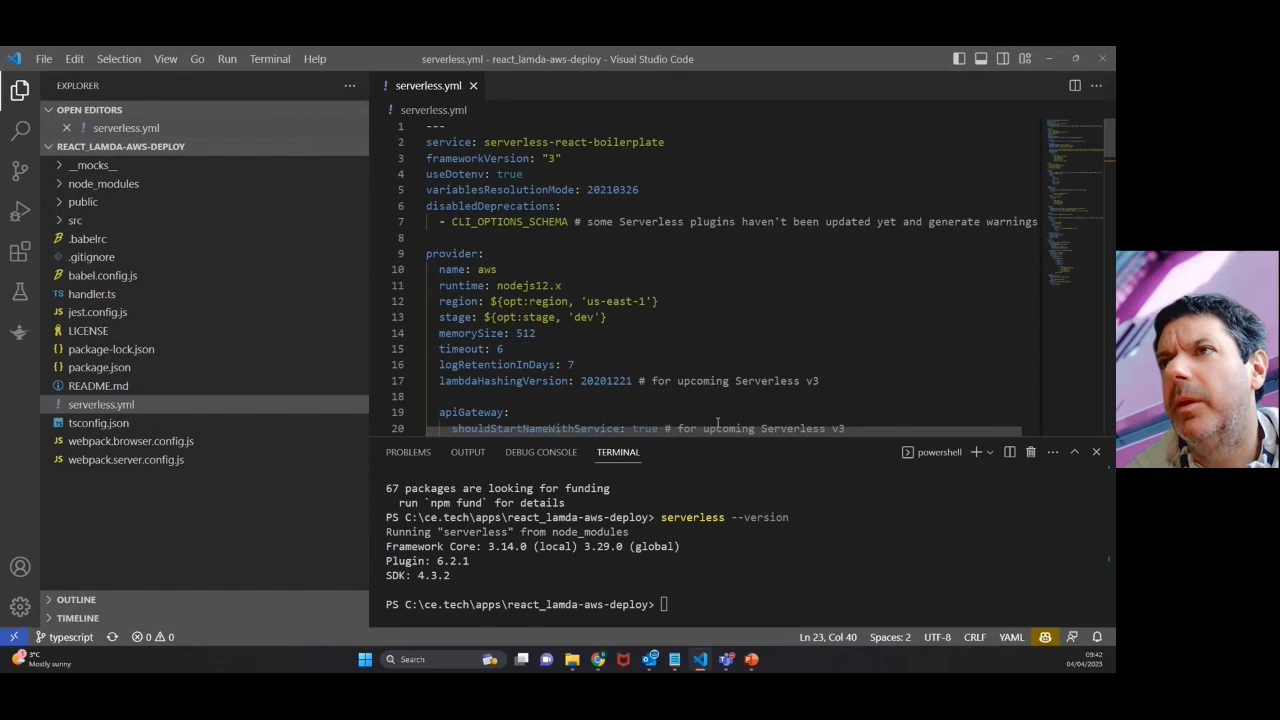 File Edit Selection View Go Run Terminal Help
serverless.yml - react_lamda-aws-deploy - Visual Studio Code
EXPLORER
OPEN EDITORS
serverless.yml
REACT_LAMDA-AWS-DEPLOY
__mocks__
node_modules
public
src
.babelrc
.gitignore
babel.config.js
TS handler.ts
jest.config.js
LICENSE
{} package-lock.json
{} package.json
README.md
! serverless.yml
tsconfig.json
webpack.browser.config.js
webpack.server.config.js
OUTLINE
TIMELINE
! serverless.yml
! serverless.yml
1 ---
2 service: serverless-react-boilerplate
3 frameworkVersion: "3"
4 useDotenv: true
5 variablesResolutionMode: 20210326
6 disabledDeprecations:
7 - CLI_OPTIONS_SCHEMA # some Serverless plugins haven't been updated yet and generate warnings
8
9 provider:
10 name: aws
11 runtime: nodejs12.x
12 region: ${opt:region, 'us-east-1'}
13 stage: ${opt:stage, 'dev'}
14 memorySize: 512
15 timeout: 6
16 logRetentionInDays: 7
17 lambdaHashingVersion: 20201221 # for upcoming Serverless v3
18
19 apiGateway:
20 shouldStartNameWithService: true # for upcoming Serverless v3
PROBLEMS OUTPUT DEBUG CONSOLE TERMINAL
powershell
67 packages are looking for funding
run `npm fund` for details
PS C:\ce.tech\apps\react_lamda-aws-deploy> serverless --version
Running "serverless" from node_modules
Framework Core: 3.14.0 (local) 3.29.0 (global)
Plugin: 6.2.1
SDK: 4.3.2
PS C:\ce.tech\apps\react_lamda-aws-deploy>
typescript 0 0
Ln 23, Col 40 Spaces: 2 UTF-8 CRLF YAML
3°C
Mostly sunny
Search
09:42
04/04/2023